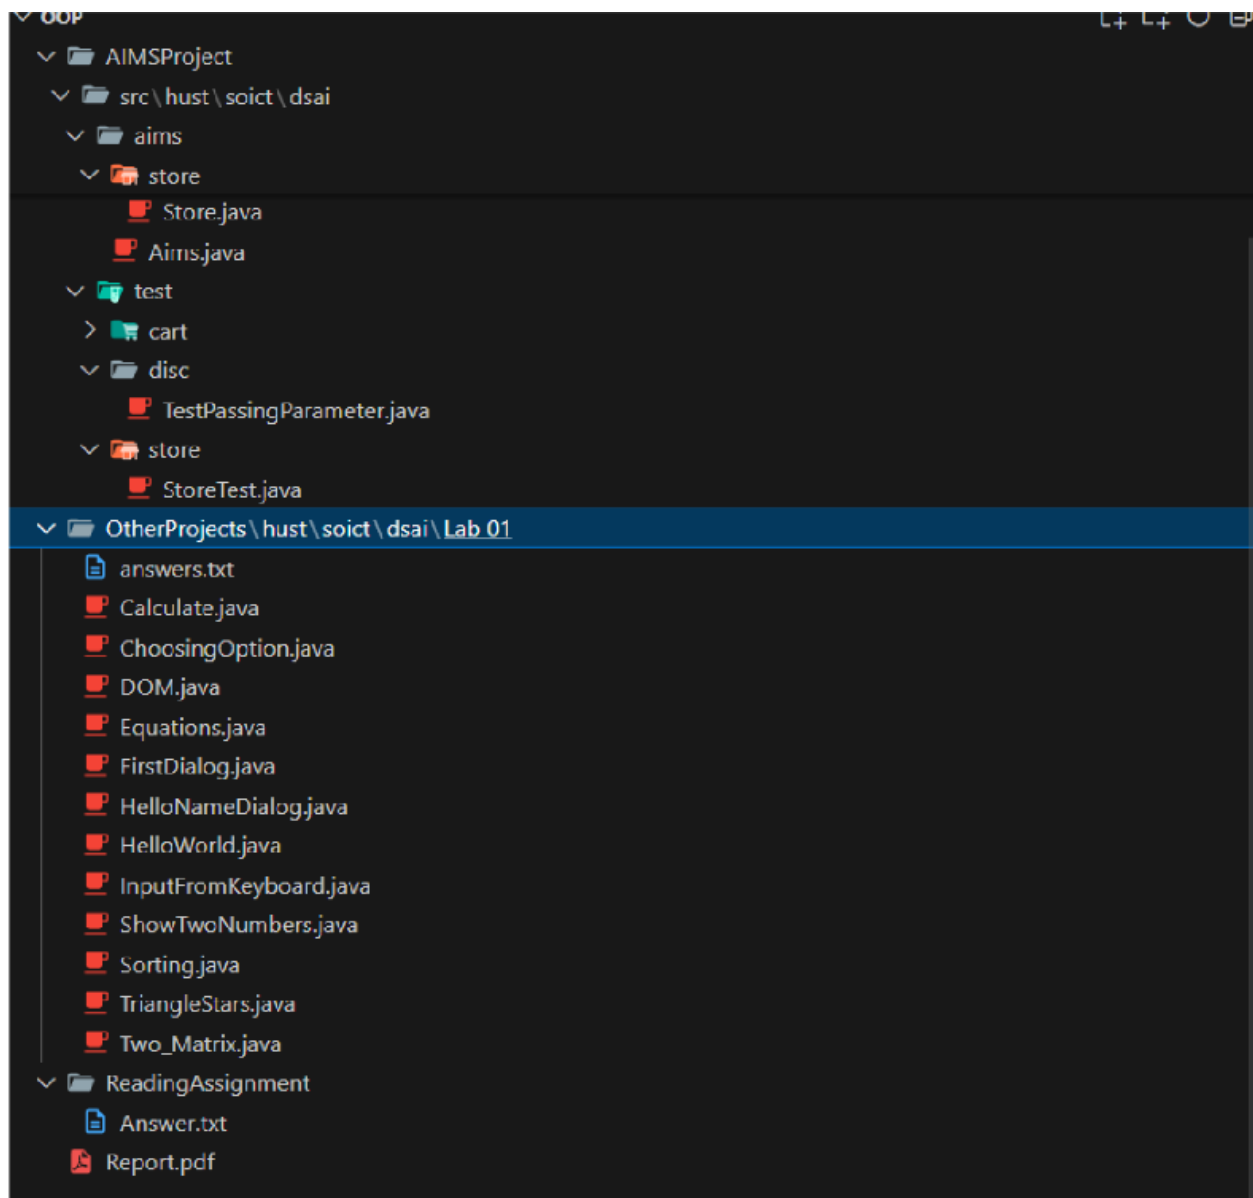 OOP
AIMSProject
src\hust\soict\dsai
aims
store
Store.java
Aims.java
test
cart
disc
TestPassingParameter.java
store
StoreTest.java
OtherProjects\hust\soict\dsai\Lab 01
answers.txt
Calculate.java
ChoosingOption.java
DOM.java
Equations.java
FirstDialog.java
HelloNameDialog.java
HelloWorld.java
InputFromKeyboard.java
ShowTwoNumbers.java
Sorting.java
TriangleStars.java
Two_Matrix.java
ReadingAssignment
Answer.txt
Report.pdf